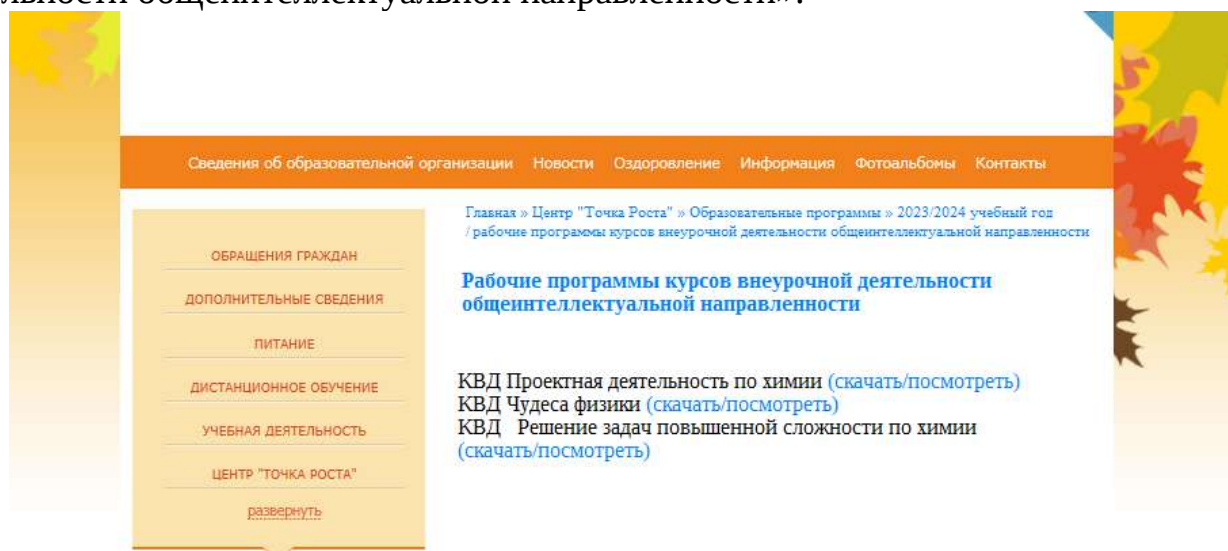 льности общеинтеллектуальной направленности».
Сведения об образовательной организации Новости Оздоровление Информация Фотоальбомы Контакты
Главная » Центр "Точка Роста" » Образовательные программы » 2023/2024 учебный год
/ рабочие программы курсов внеурочной деятельности общеинтеллектуальной направленности
ОБРАЩЕНИЯ ГРАЖДАН
ДОПОЛНИТЕЛЬНЫЕ СВЕДЕНИЯ
ПИТАНИЕ
ДИСТАНЦИОННОЕ ОБУЧЕНИЕ
УЧЕБНАЯ ДЕЯТЕЛЬНОСТЬ
ЦЕНТР "ТОЧКА РОСТА"
развернуть
Рабочие программы курсов внеурочной деятельности
общеинтеллектуальной направленности
КВД Проектная деятельность по химии (скачать/посмотреть)
КВД Чудеса физики (скачать/посмотреть)
КВД Решение задач повышенной сложности по химии
(скачать/посмотреть)